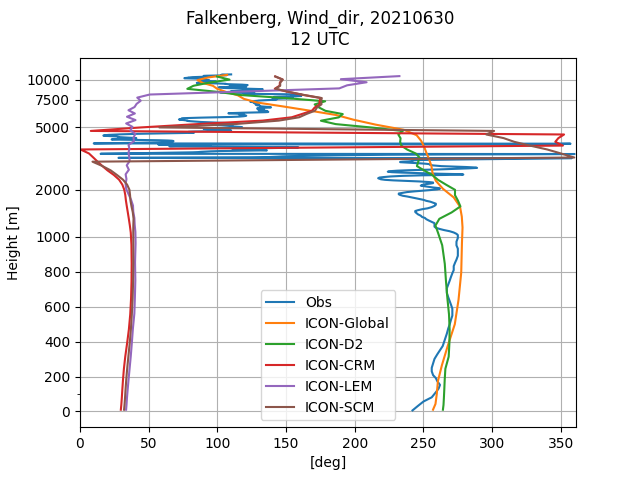 Falkenberg, Wind_dir, 20210630
12 UTC
10000
7500
5000
2000
1000
800
600
400
200
0
Height [m]
Obs
ICON-Global
ICON-D2
ICON-CRM
ICON-LEM
ICON-SCM
0 50 100 150 200 250 300 350
[deg]